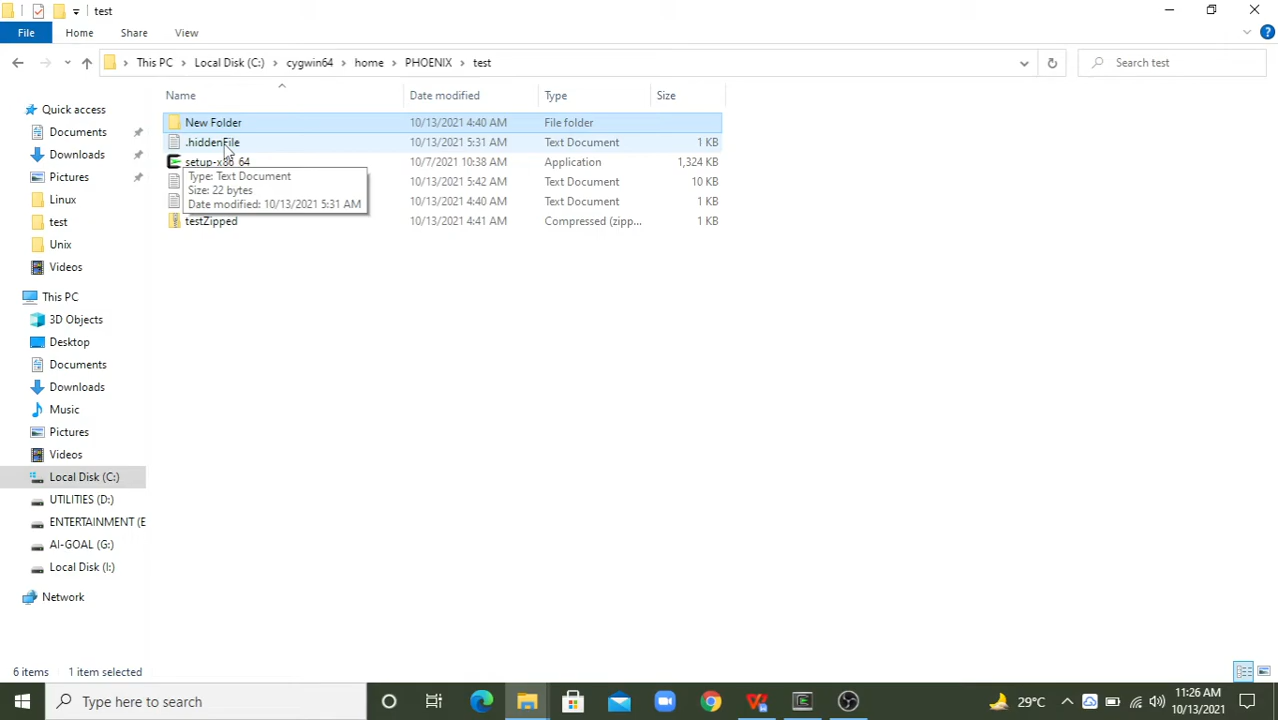 test
File Home Share View
This PC Local Disk (C:) cygwin64 home PHOENIX test Search test
Name Date modified Type Size
Quick access
Documents
Downloads
Pictures
Linux
test
Unix
Videos
This PC
3D Objects
Desktop
Documents
Downloads
Music
Pictures
Videos
Local Disk (C:)
UTILITIES (D:)
ENTERTAINMENT (E
AI-GOAL (G:)
Local Disk (I:)
Network
New Folder 10/13/2021 4:40 AM File folder
.hiddenFile 10/13/2021 5:31 AM Text Document 1 KB
setup-x86_64 10/7/2021 10:38 AM Application 1,324 KB
10/13/2021 5:42 AM Text Document 10 KB
10/13/2021 4:40 AM Text Document 1 KB
testZipped 10/13/2021 4:41 AM Compressed (zipp... 1 KB
Type: Text Document
Size: 22 bytes
Date modified: 10/13/2021 5:31 AM
6 items 1 item selected
Type here to search
29°C
11:26 AM
10/13/2021